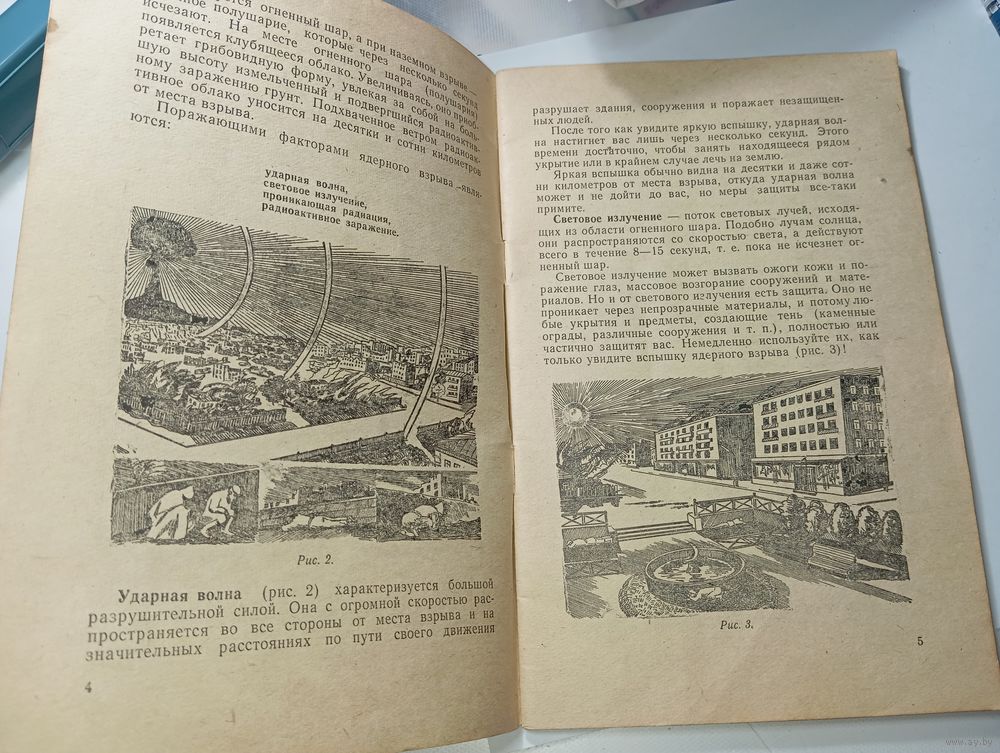 огненный шар, а при наземном взрыве —
полушарие, которые через несколько секунд
исчезают. На месте огненного шара (полушария)
появляется клубящееся облако. Увеличиваясь, оно приоб-
ретает грибовидную форму, увлекая за собой на боль-
шую высоту измельченный и подвергшийся радиоактив-
ному заражению грунт. Подхваченное ветром радиоак-
тивное облако уносится на десятки и сотни километров
от места взрыва.
Поражающими факторами ядерного взрыва явля-
ются:
ударная волна,
световое излучение,
проникающая радиация,
радиоактивное заражение.
Рис. 2.
Ударная волна (рис. 2) характеризуется большой
разрушительной силой. Она с огромной скоростью рас-
пространяется во все стороны от места взрыва и на
значительных расстояниях по пути своего движения
4
разрушает здания, сооружения и поражает незащищен-
ных людей.
После того как увидите яркую вспышку, ударная вол-
на настигнет вас лишь через несколько секунд. Этого
времени достаточно, чтобы занять находящееся рядом
укрытие или в крайнем случае лечь на землю.
Яркая вспышка обычно видна на десятки и даже сот-
ни километров от места взрыва, откуда ударная волна
может и не дойти до вас, но меры защиты все-таки
примите.
Световое излучение — поток световых лучей, исходя-
щих из области огненного шара. Подобно лучам солнца,
они распространяются со скоростью света, а действуют
всего в течение 8—15 секунд, т. е. пока не исчезнет ог-
ненный шар.
Световое излучение может вызвать ожоги кожи и по-
ражение глаз, массовое возгорание сооружений и мате-
риалов. Но и от светового излучения есть защита. Оно не
проникает через непрозрачные материалы, и потому лю-
бые укрытия и предметы, создающие тень (каменные
ограды, различные сооружения и т. п.), полностью или
частично защитят вас. Немедленно используйте их, как
только увидите вспышку ядерного взрыва (рис. 3)!
Рис. 3.
5
www.ay.by